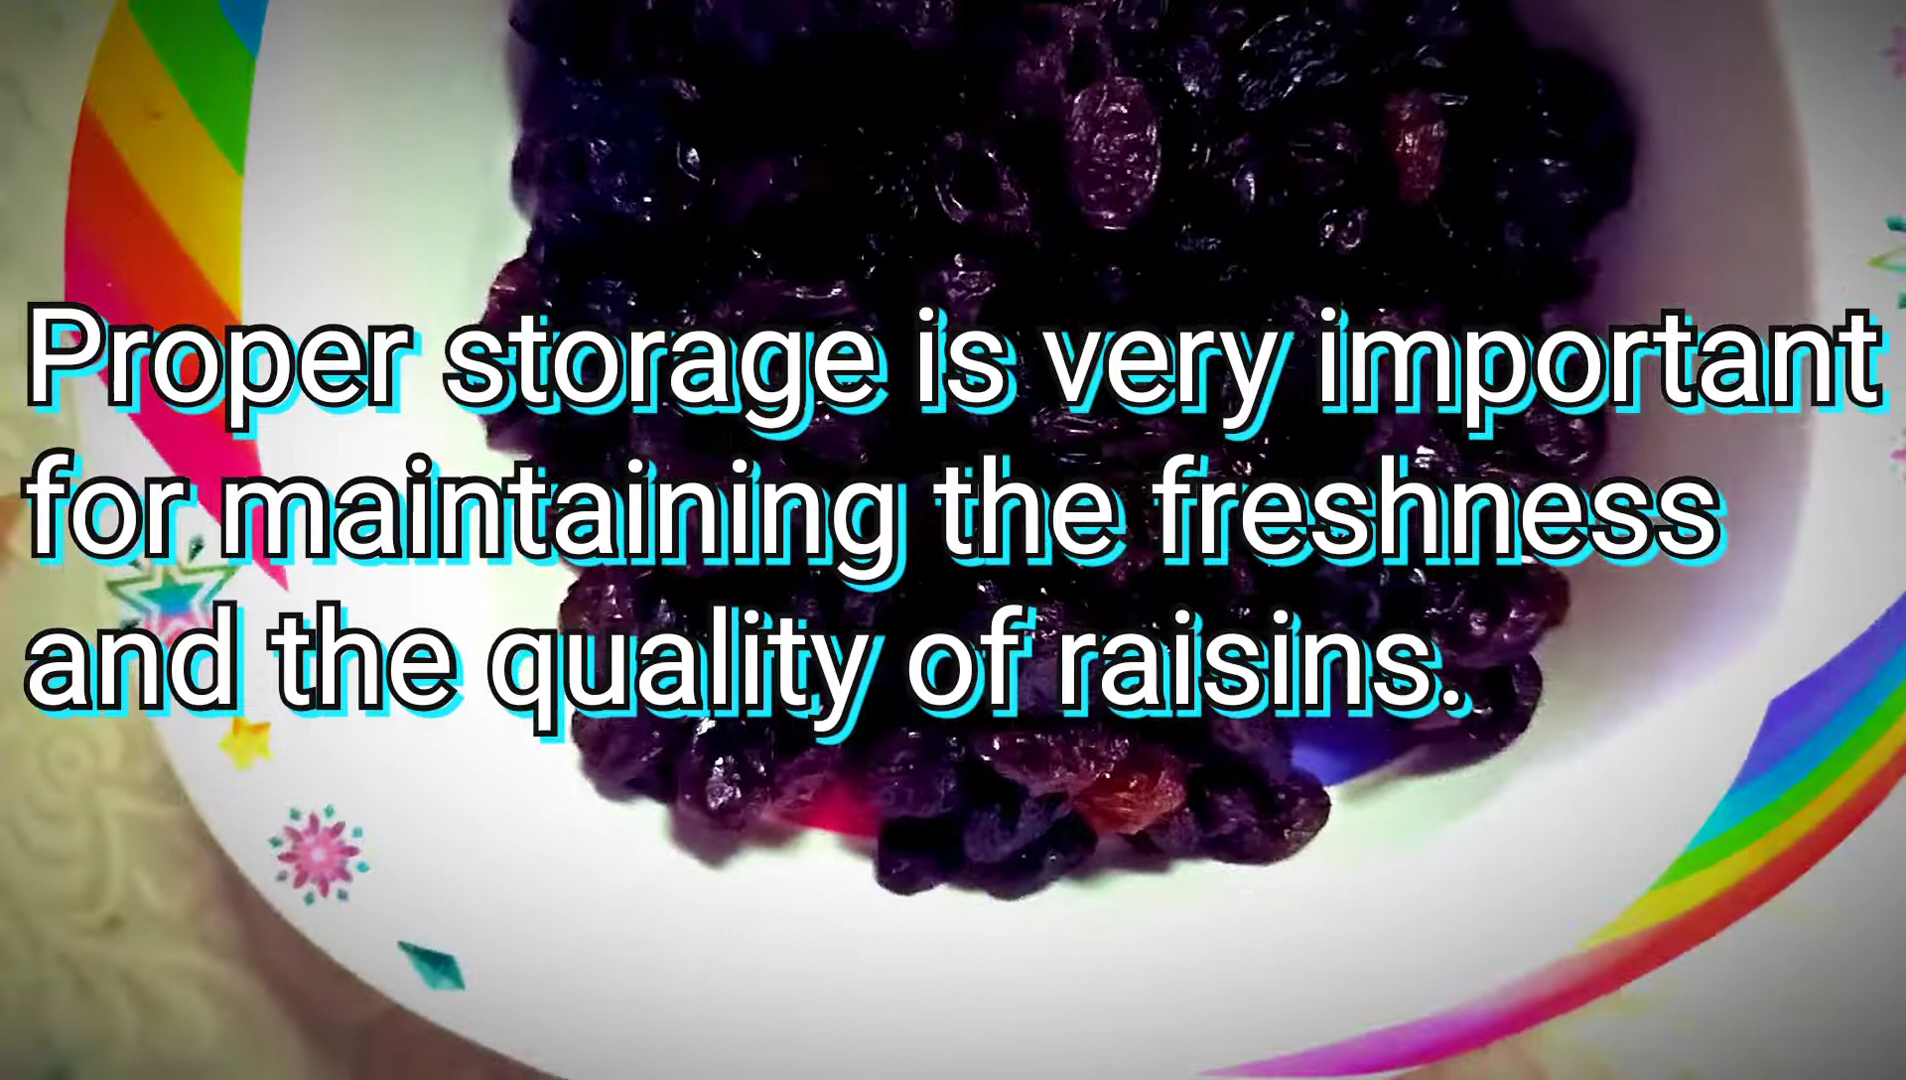 Proper storage is very important
for maintaining the freshness
and the quality of raisins.